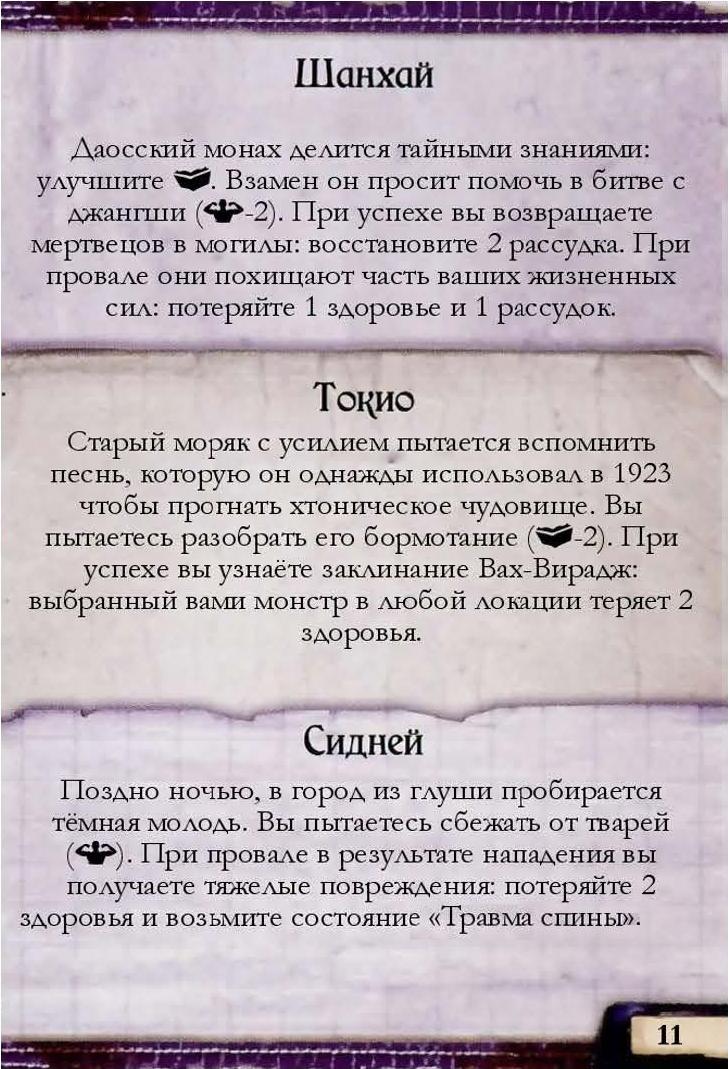 Шанхай
Даосский монах делится тайными знаниями:
улучшите . Взамен он просит помочь в битве с
джангши ( -2). При успехе вы возвращаете
мертвецов в могилы: восстановите 2 рассудка. При
провале они похищают часть ваших жизненных
сил: потеряйте 1 здоровье и 1 рассудок.
Токио
Старый моряк с усилием пытается вспомнить
песнь, которую он однажды использовал в 1923
чтобы прогнать хтоническое чудовище. Вы
пытаетесь разобрать его бормотание ( -2). При
успехе вы узнаёте заклинание Вах-Вирадж:
выбранный вами монстр в любой локации теряет 2
здоровья.
Сидней
Поздно ночью, в город из глуши пробирается
тёмная молодь. Вы пытаетесь сбежать от тварей
( ). При провале в результате нападения вы
получаете тяжелые повреждения: потеряйте 2
здоровья и возьмите состояние «Травма спины».
11